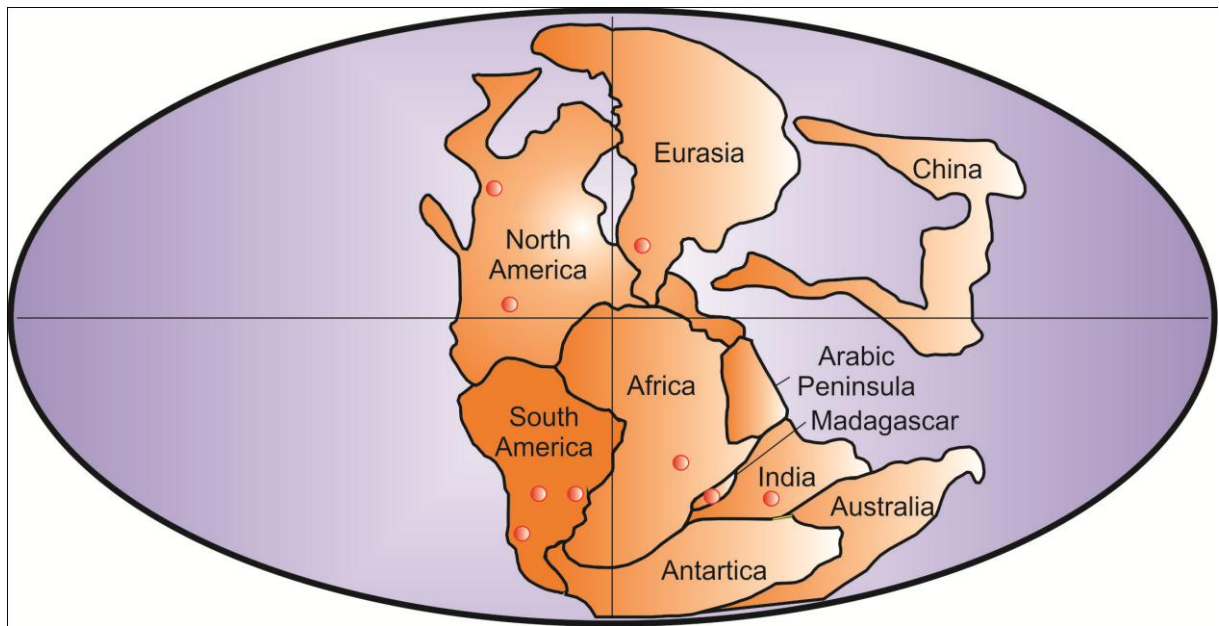 Eurasia
China
North
America
Arabic
Peninsula
Africa
Madagascar
South
America
India
Australia
Antartica